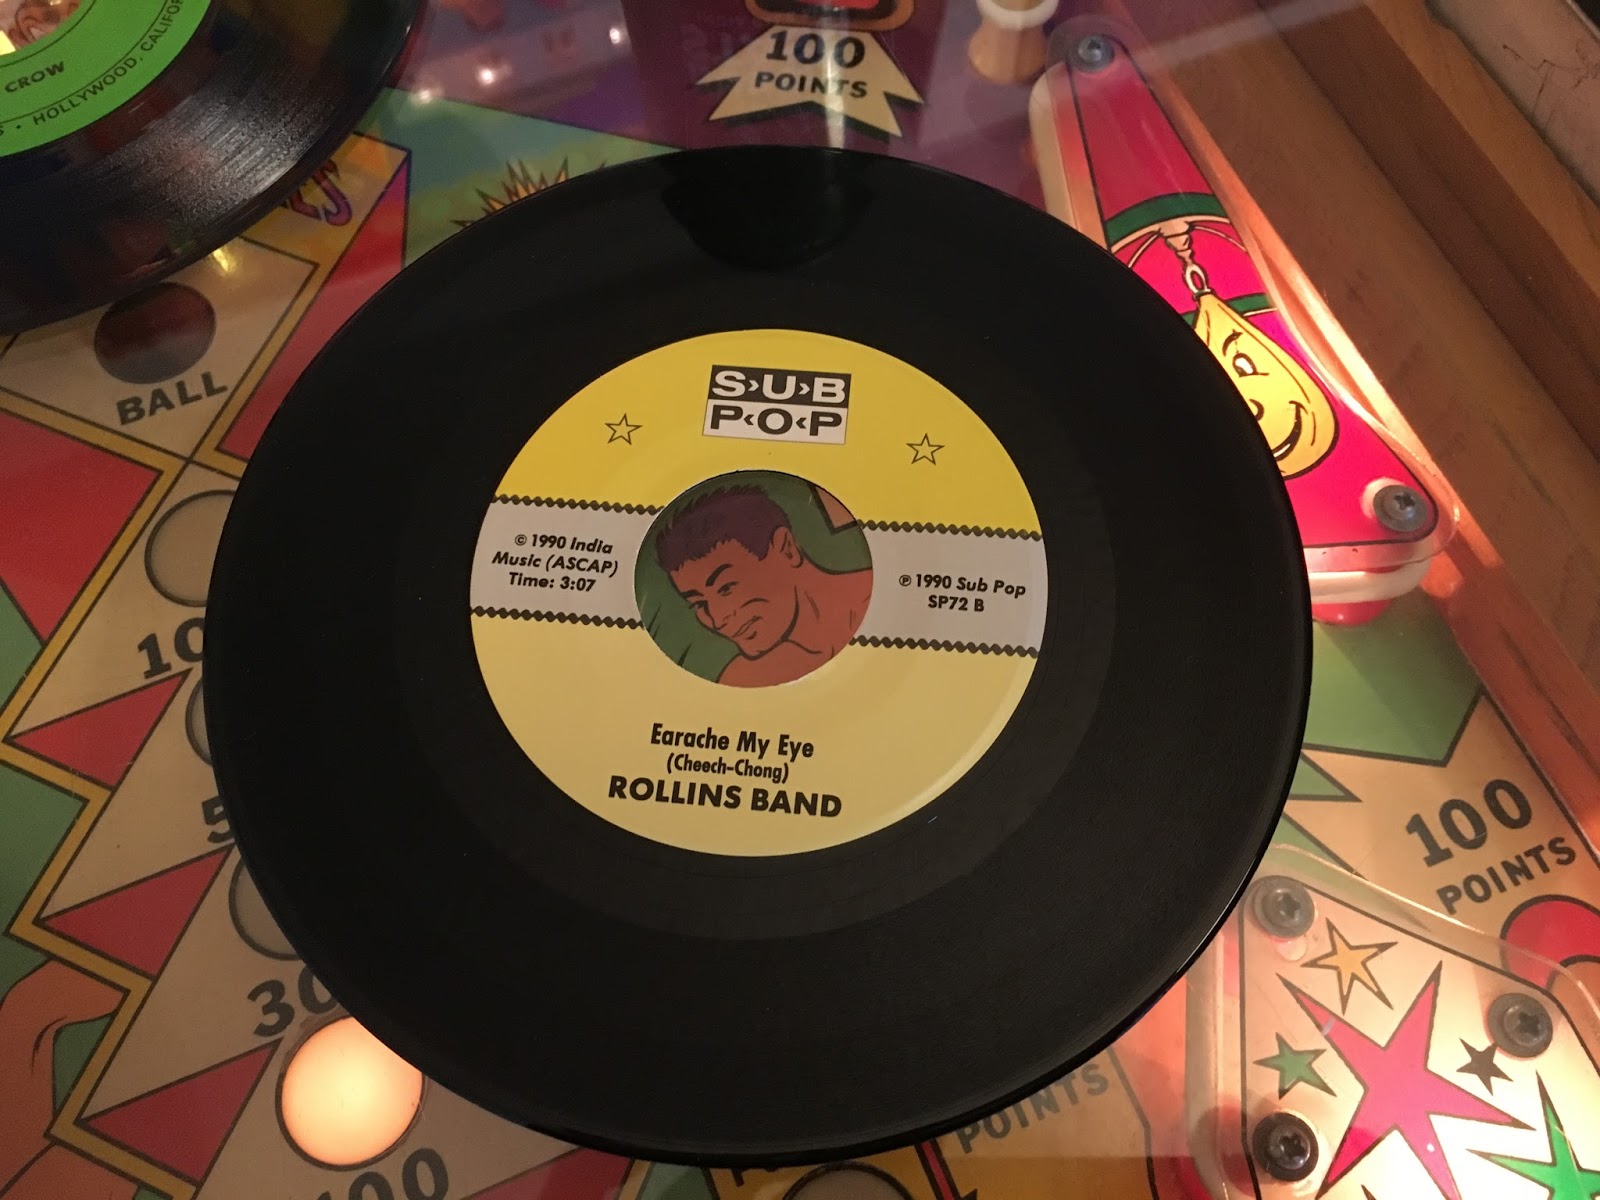 CROW
HOLLYWOOD, CALIFOR
100
POINTS
BALL
S›U›B
P‹O‹P
© 1990 India
Music (ASCAP)
Time: 3:07
℗ 1990 Sub Pop
SP72 B
Earache My Eye
(Cheech-Chong)
ROLLINS BAND
100
POINTS
POINTS